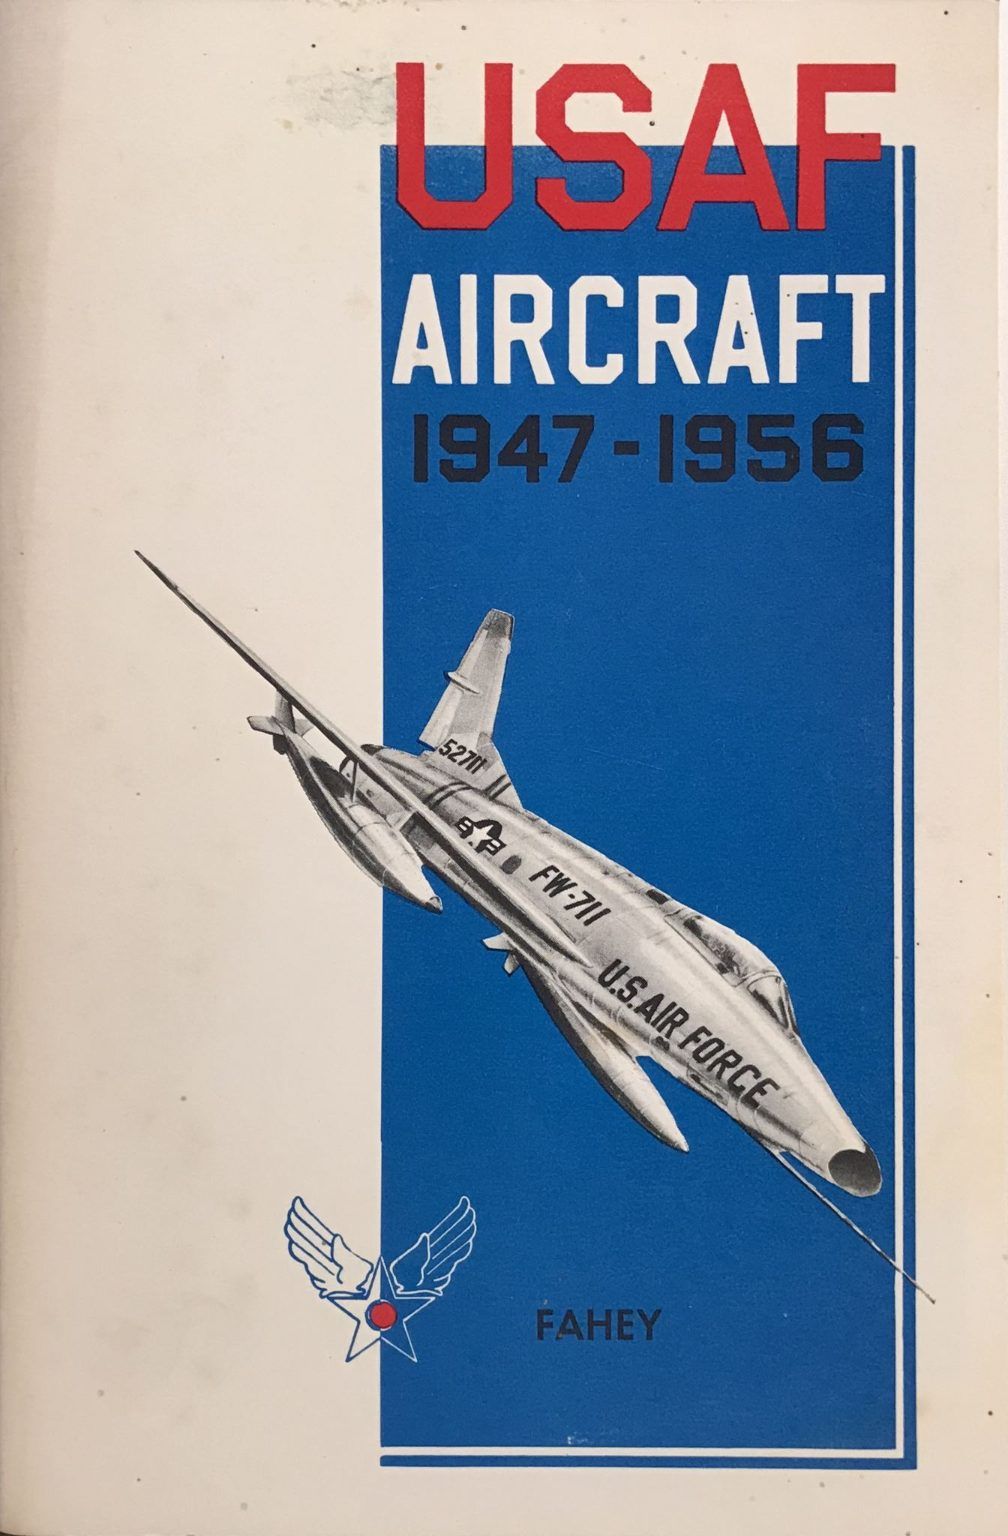 USAF
AIRCRAFT
1947-1956
52711
FW-711
U.S. AIR FORCE
FAHEY